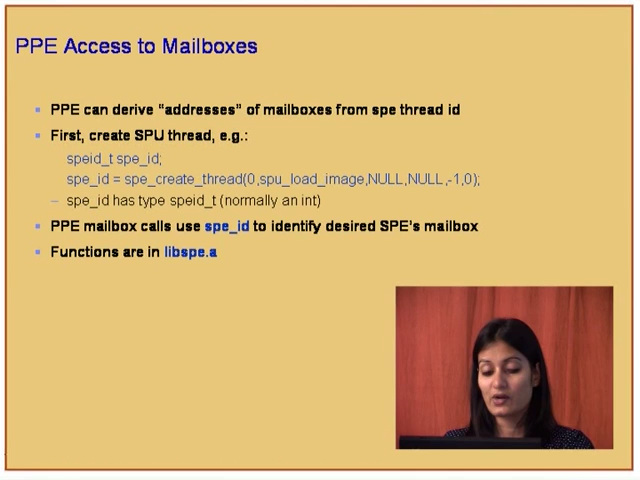 PPE Access to Mailboxes
PPE can derive “addresses” of mailboxes from spe thread id
First, create SPU thread, e.g.:
speid_t spe_id;
spe_id = spe_create_thread(0,spu_load_image,NULL,NULL,-1,0);
– spe_id has type speid_t (normally an int)
PPE mailbox calls use spe_id to identify desired SPE’s mailbox
Functions are in libspe.a